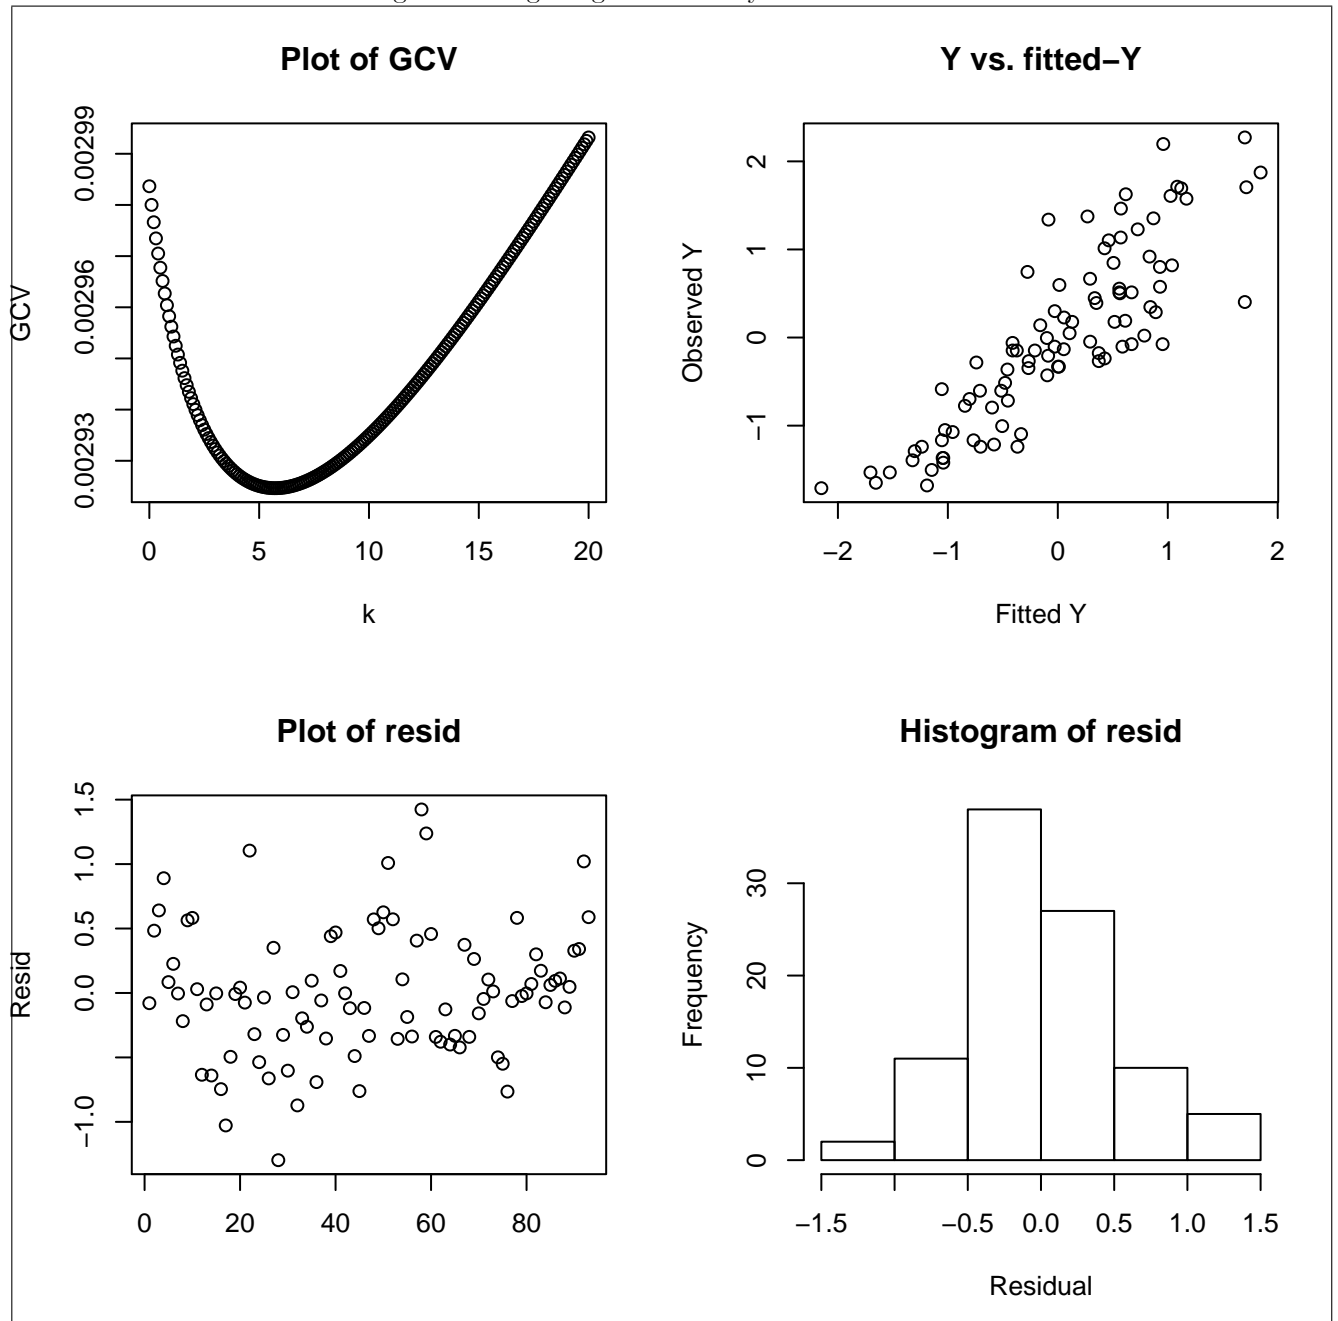 Plot of GCV
GCV
0.00299
0.00296
0.00293
0 5 10 15 20
k
Y vs. fitted−Y
Observed Y
2
1
0
−1
−2 −1 0 1 2
Fitted Y
Plot of resid
Resid
1.5
1.0
0.5
0.0
−1.0
0 20 40 60 80
Histogram of resid
Frequency
30
20
10
0
−1.5 −0.5 0.0 0.5 1.0 1.5
Residual